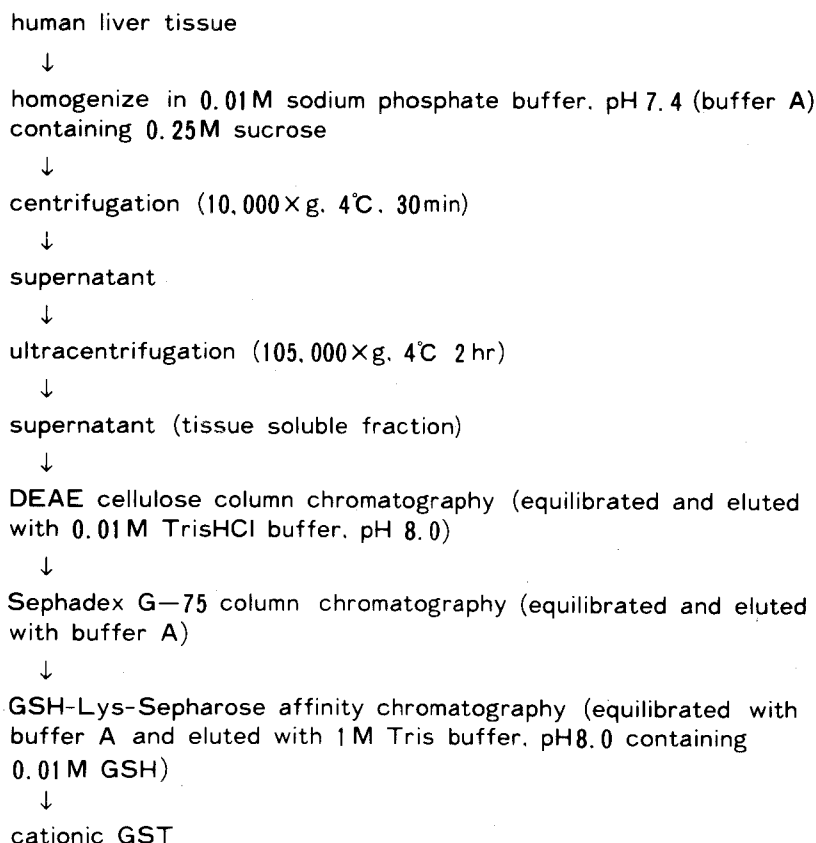 human liver tissue
↓
homogenize in 0.01M sodium phosphate buffer. pH 7.4 (buffer A)
containing 0.25M sucrose
↓
centrifugation (10,000×g. 4℃. 30min)
↓
supernatant
↓
ultracentrifugation (105,000×g. 4℃ 2hr)
↓
supernatant (tissue soluble fraction)
↓
DEAE cellulose column chromatography (equilibrated and eluted
with 0.01M TrisHCl buffer. pH 8.0)
↓
Sephadex G-75 column chromatography (equilibrated and eluted
with buffer A)
↓
GSH-Lys-Sepharose affinity chromatography (equilibrated with
buffer A and eluted with 1M Tris buffer. pH8.0 containing
0.01M GSH)
↓
cationic GST